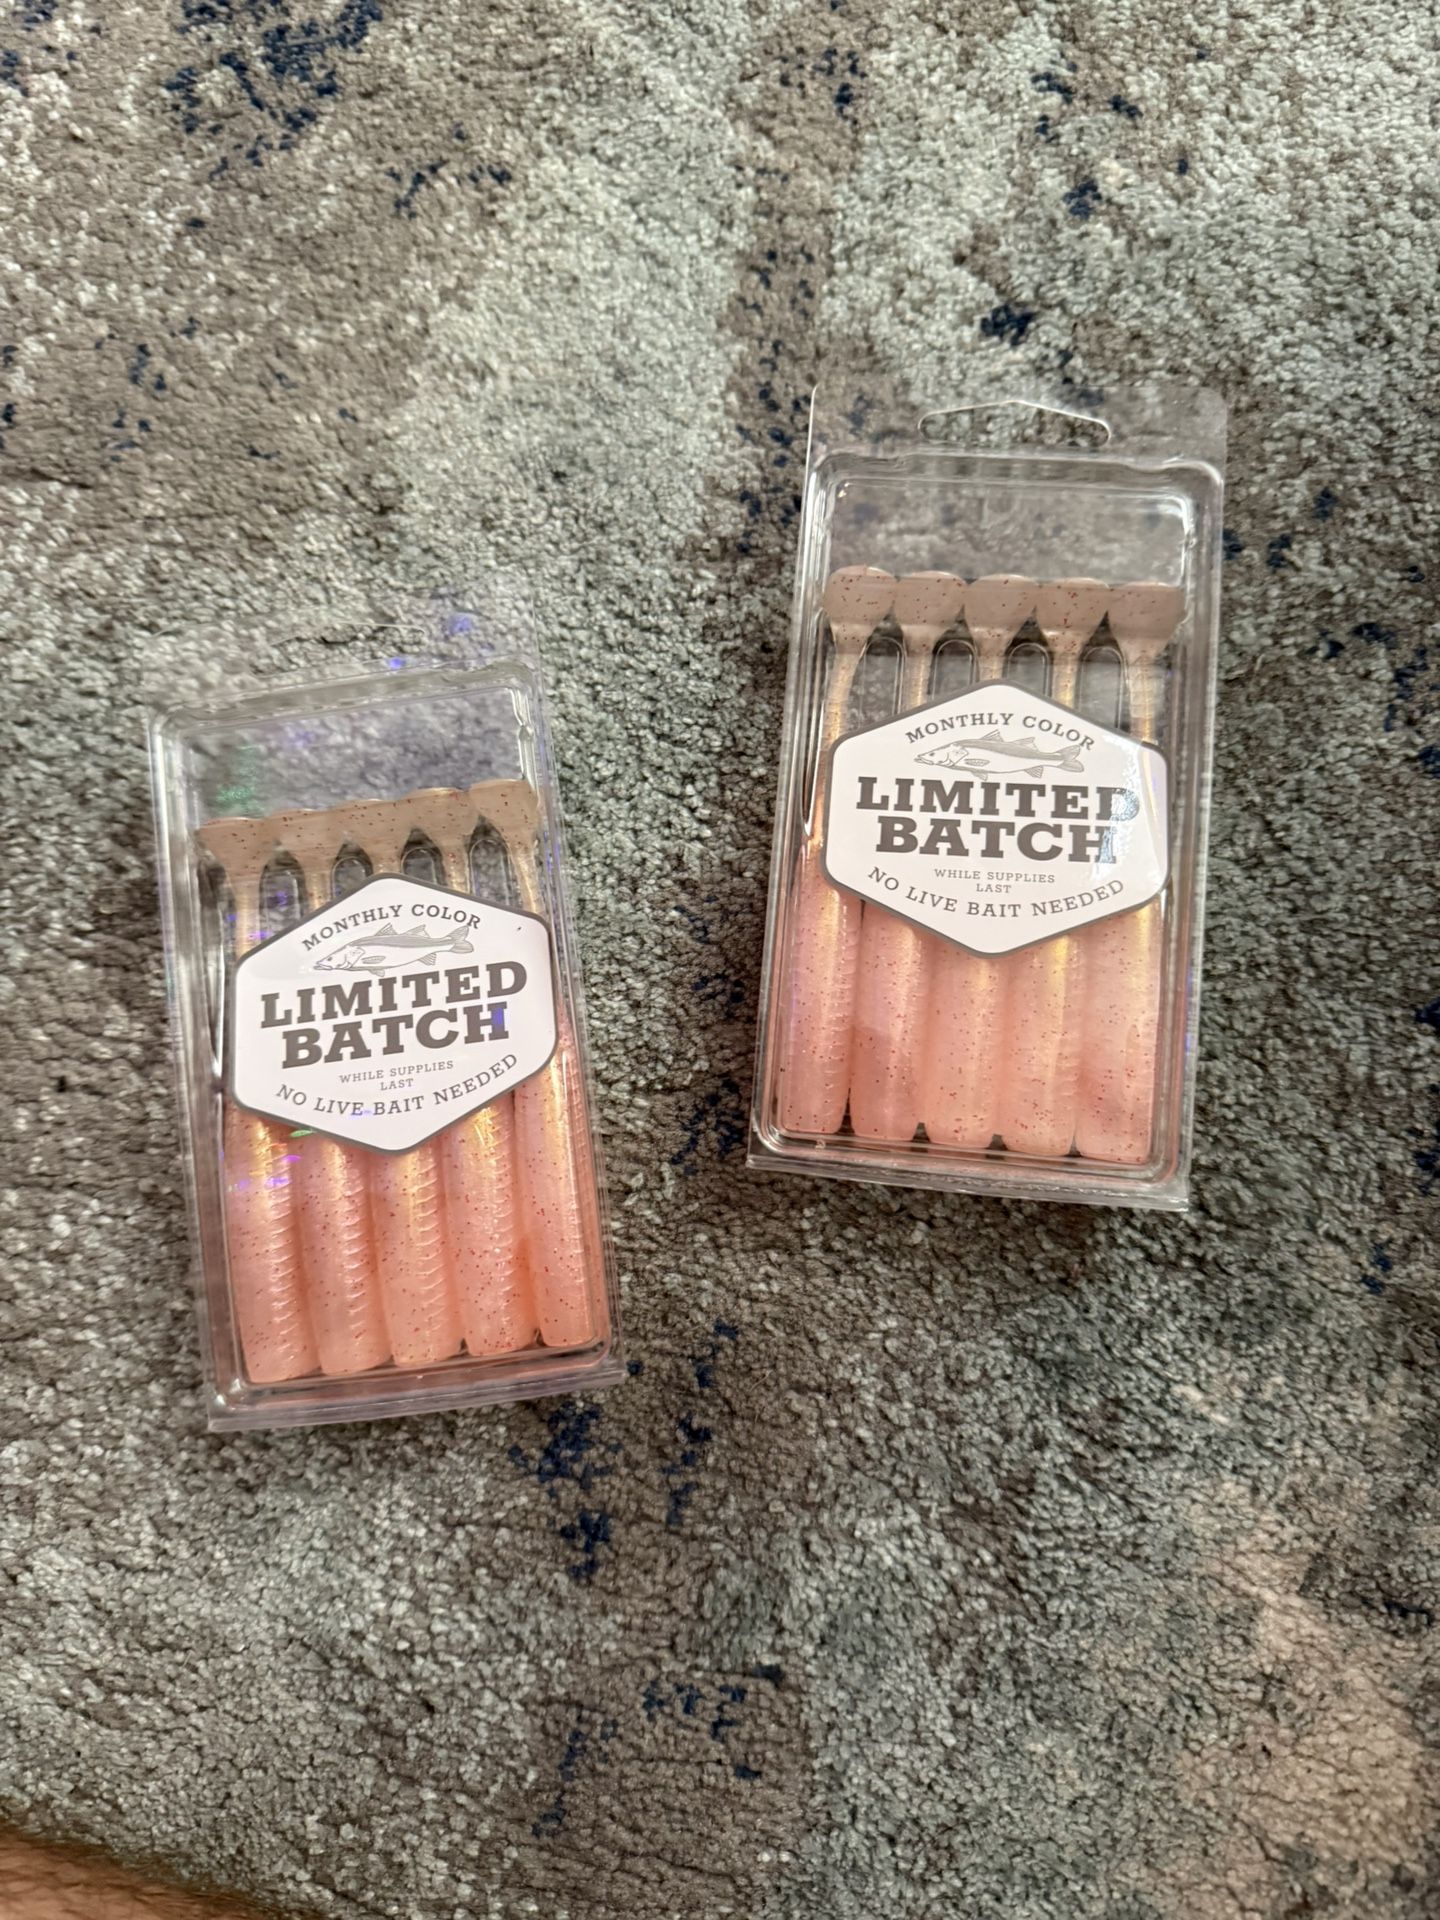 MONTHLY COLOR
LIMITED
BATCH
WHILE SUPPLIES
LAST
NO LIVE BAIT NEEDED
MONTHLY COLOR
LIMITED
BATCH
WHILE SUPPLIES
LAST
NO LIVE BAIT NEEDED